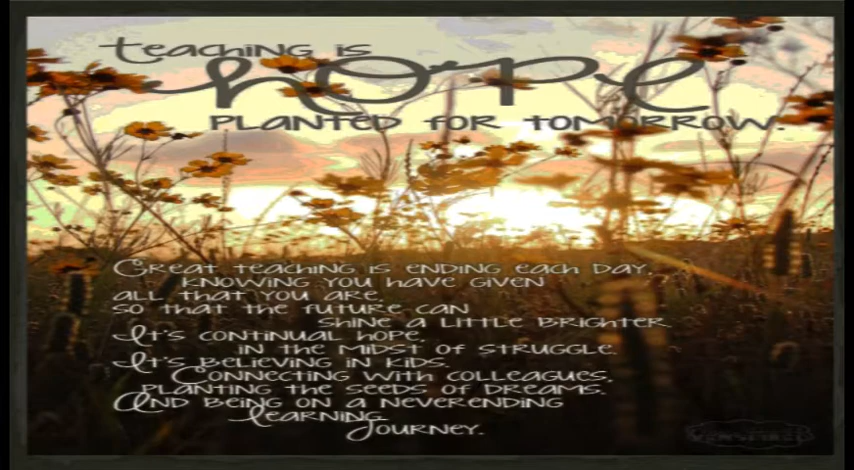 teaching is
hope
planted for tomorrow.
Great teaching is ending each day,
knowing you have given
all that you are,
so that the future can
shine a little brighter
It's continual hope,
in the midst of struggle.
It's believing in kids.
Connecting with colleagues,
planting the seeds of dreams.
And being on a neverending
learning
journey.